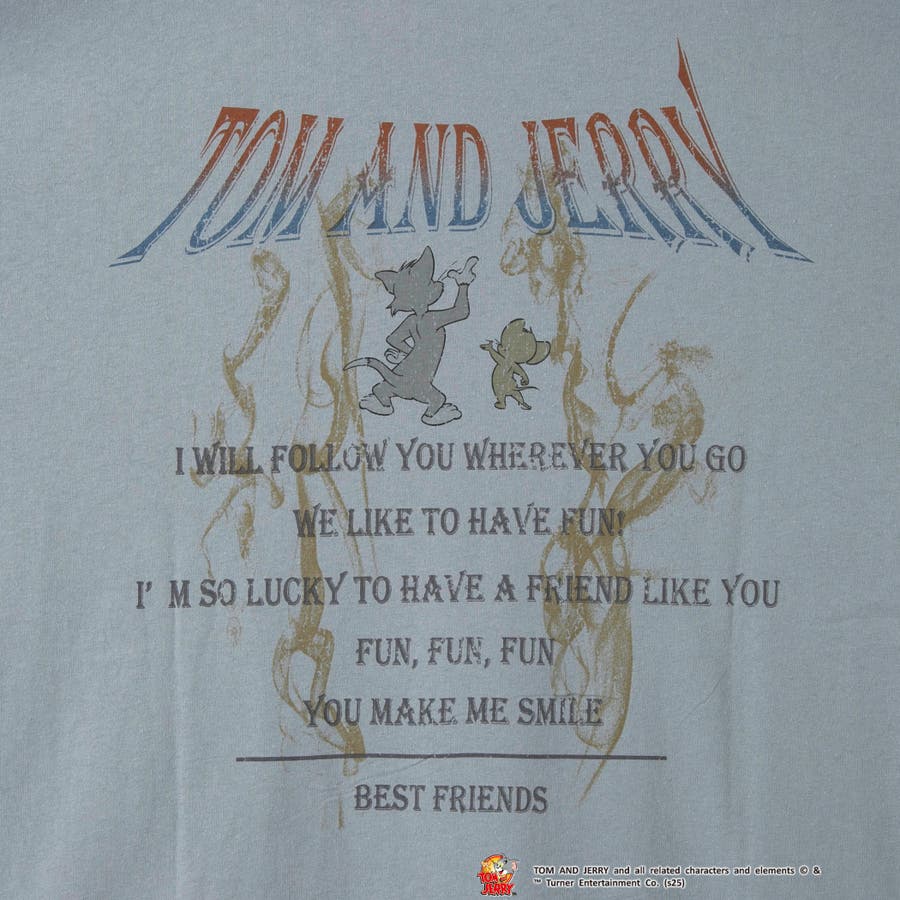 TOM AND JERRY
I WILL FOLLOW YOU WHEREVER YOU GO
WE LIKE TO HAVE FUN!
I' M SO LUCKY TO HAVE A FRIEND LIKE YOU
FUN, FUN, FUN
YOU MAKE ME SMILE
BEST FRIENDS
TOM AND JERRY
TOM AND JERRY and all related characters and elements © &
™ Turner Entertainment Co. (s25)